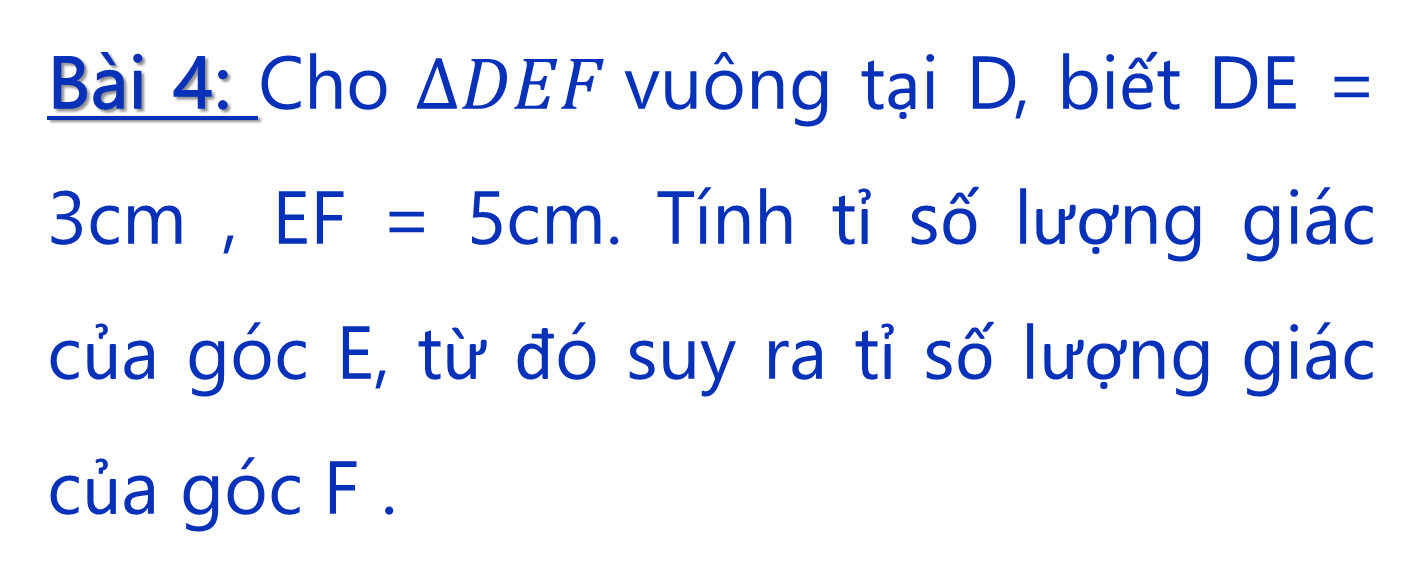 Bài 4: Cho Δ𝐷𝐸𝐹 vuông tại D, biết DE =
3cm , EF = 5cm. Tính tỉ số lượng giác
của góc E, từ đó suy ra tỉ số lượng giác
của góc F .